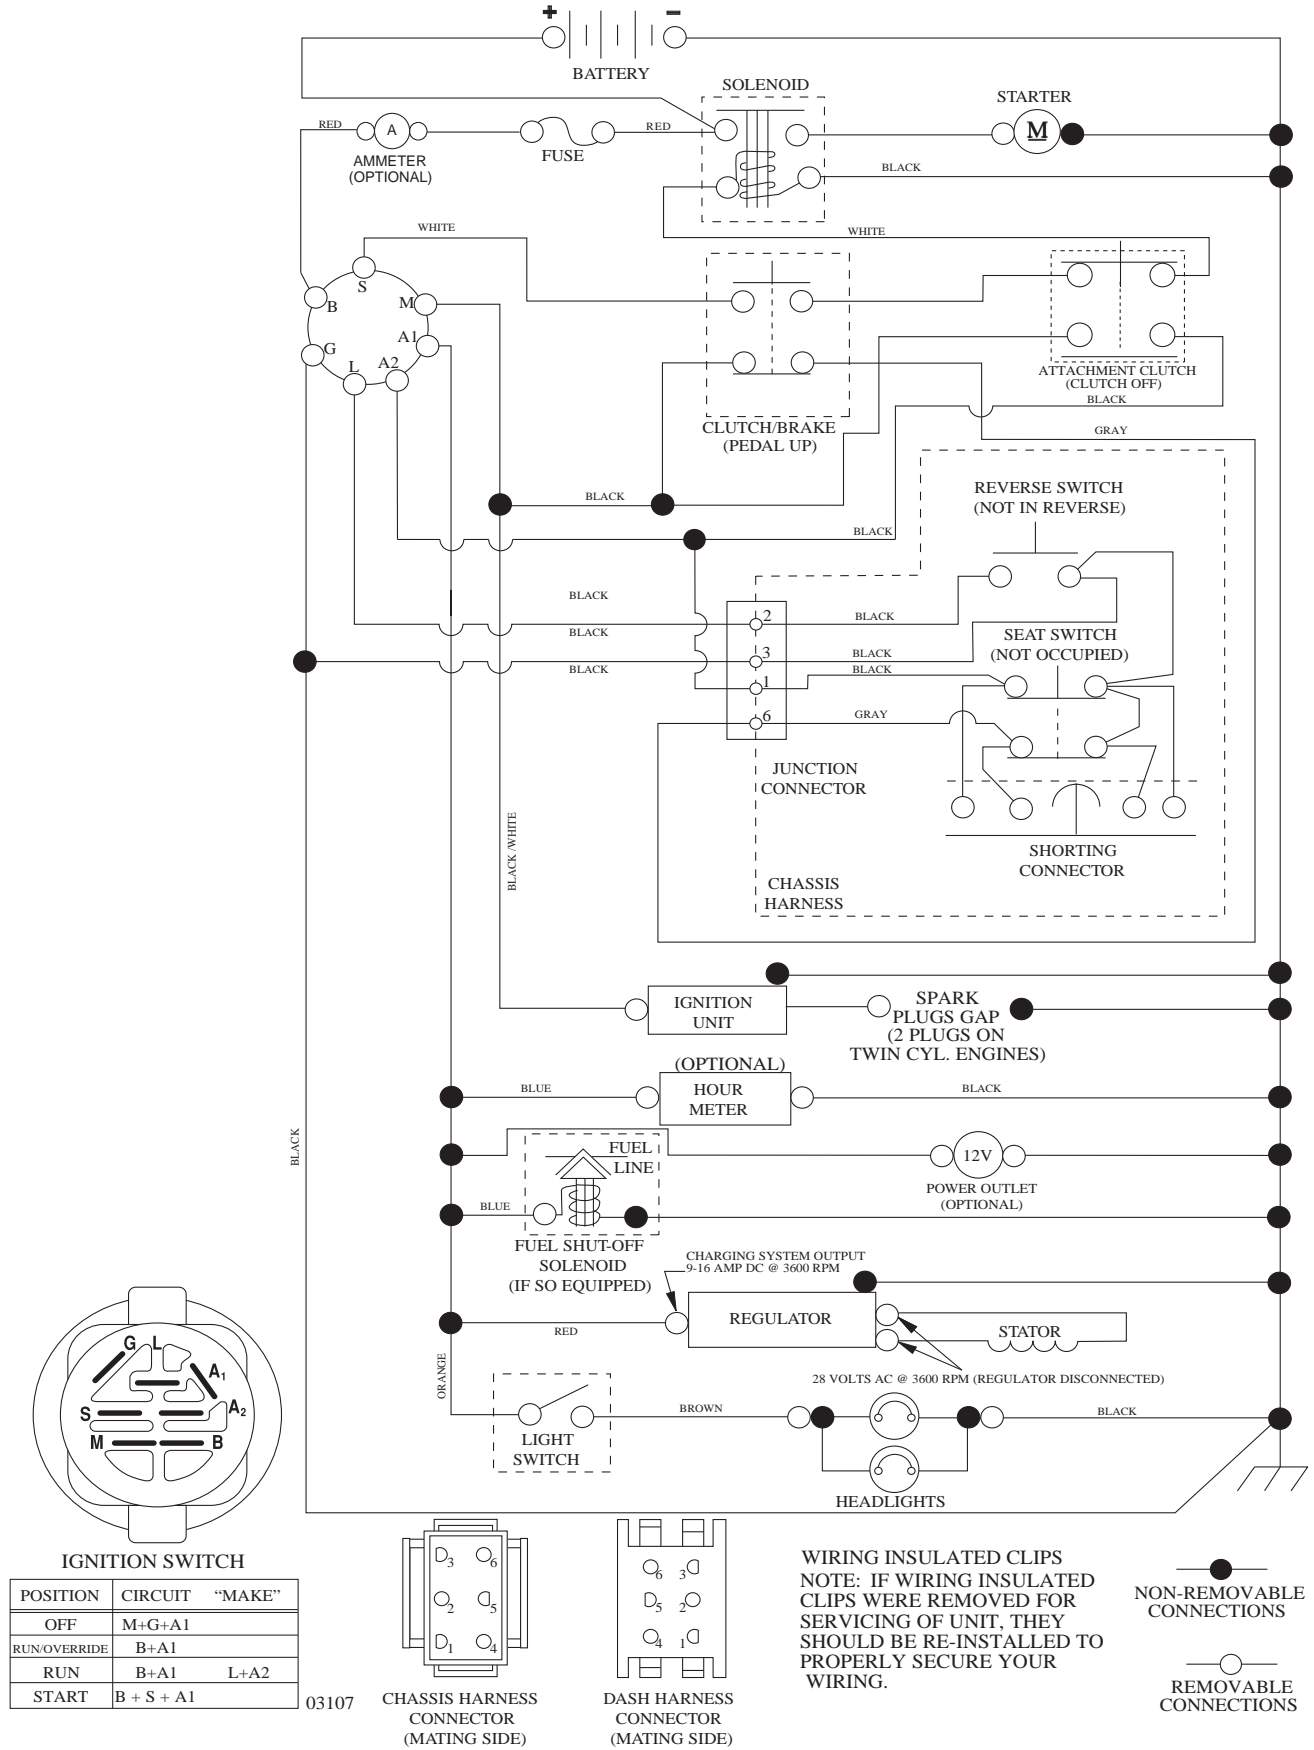 + −
BATTERY
SOLENOID
STARTER
RED
A
RED
M
AMMETER
(OPTIONAL)
FUSE
BLACK
WHITE
WHITE
S
B
M
A1
G
L
A2
ATTACHMENT CLUTCH
(CLUTCH OFF)
BLACK
CLUTCH/BRAKE
(PEDAL UP)
GRAY
REVERSE SWITCH
(NOT IN REVERSE)
BLACK
BLACK
BLACK
2
BLACK
BLACK
SEAT SWITCH
(NOT OCCUPIED)
3
BLACK
BLACK
1
BLACK
6
GRAY
JUNCTION
CONNECTOR
BLACK /WHITE
SHORTING
CONNECTOR
CHASSIS
HARNESS
IGNITION
UNIT
SPARK
PLUGS GAP
(2 PLUGS ON
TWIN CYL. ENGINES)
(OPTIONAL)
HOUR
METER
BLUE
BLACK
BLACK
FUEL
LINE
12V
POWER OUTLET
(OPTIONAL)
BLUE
FUEL SHUT-OFF
SOLENOID
(IF SO EQUIPPED)
CHARGING SYSTEM OUTPUT
9-16 AMP DC @ 3600 RPM
REGULATOR
RED
STATOR
ORANGE
28 VOLTS AC @ 3600 RPM (REGULATOR DISCONNECTED)
BROWN
BLACK
LIGHT
SWITCH
HEADLIGHTS
G L
A1
A2
S
M B
IGNITION SWITCH
POSITION CIRCUIT “MAKE”
OFF M+G+A1
RUN/OVERRIDE B+A1
RUN B+A1 L+A2
START B + S + A1
03107
3 6
2 5
1 4
CHASSIS HARNESS
CONNECTOR
(MATING SIDE)
6 3
5 2
4 1
DASH HARNESS
CONNECTOR
(MATING SIDE)
WIRING INSULATED CLIPS
NOTE: IF WIRING INSULATED
CLIPS WERE REMOVED FOR
SERVICING OF UNIT, THEY
SHOULD BE RE-INSTALLED TO
PROPERLY SECURE YOUR
WIRING.
NON-REMOVABLE
CONNECTIONS
REMOVABLE
CONNECTIONS